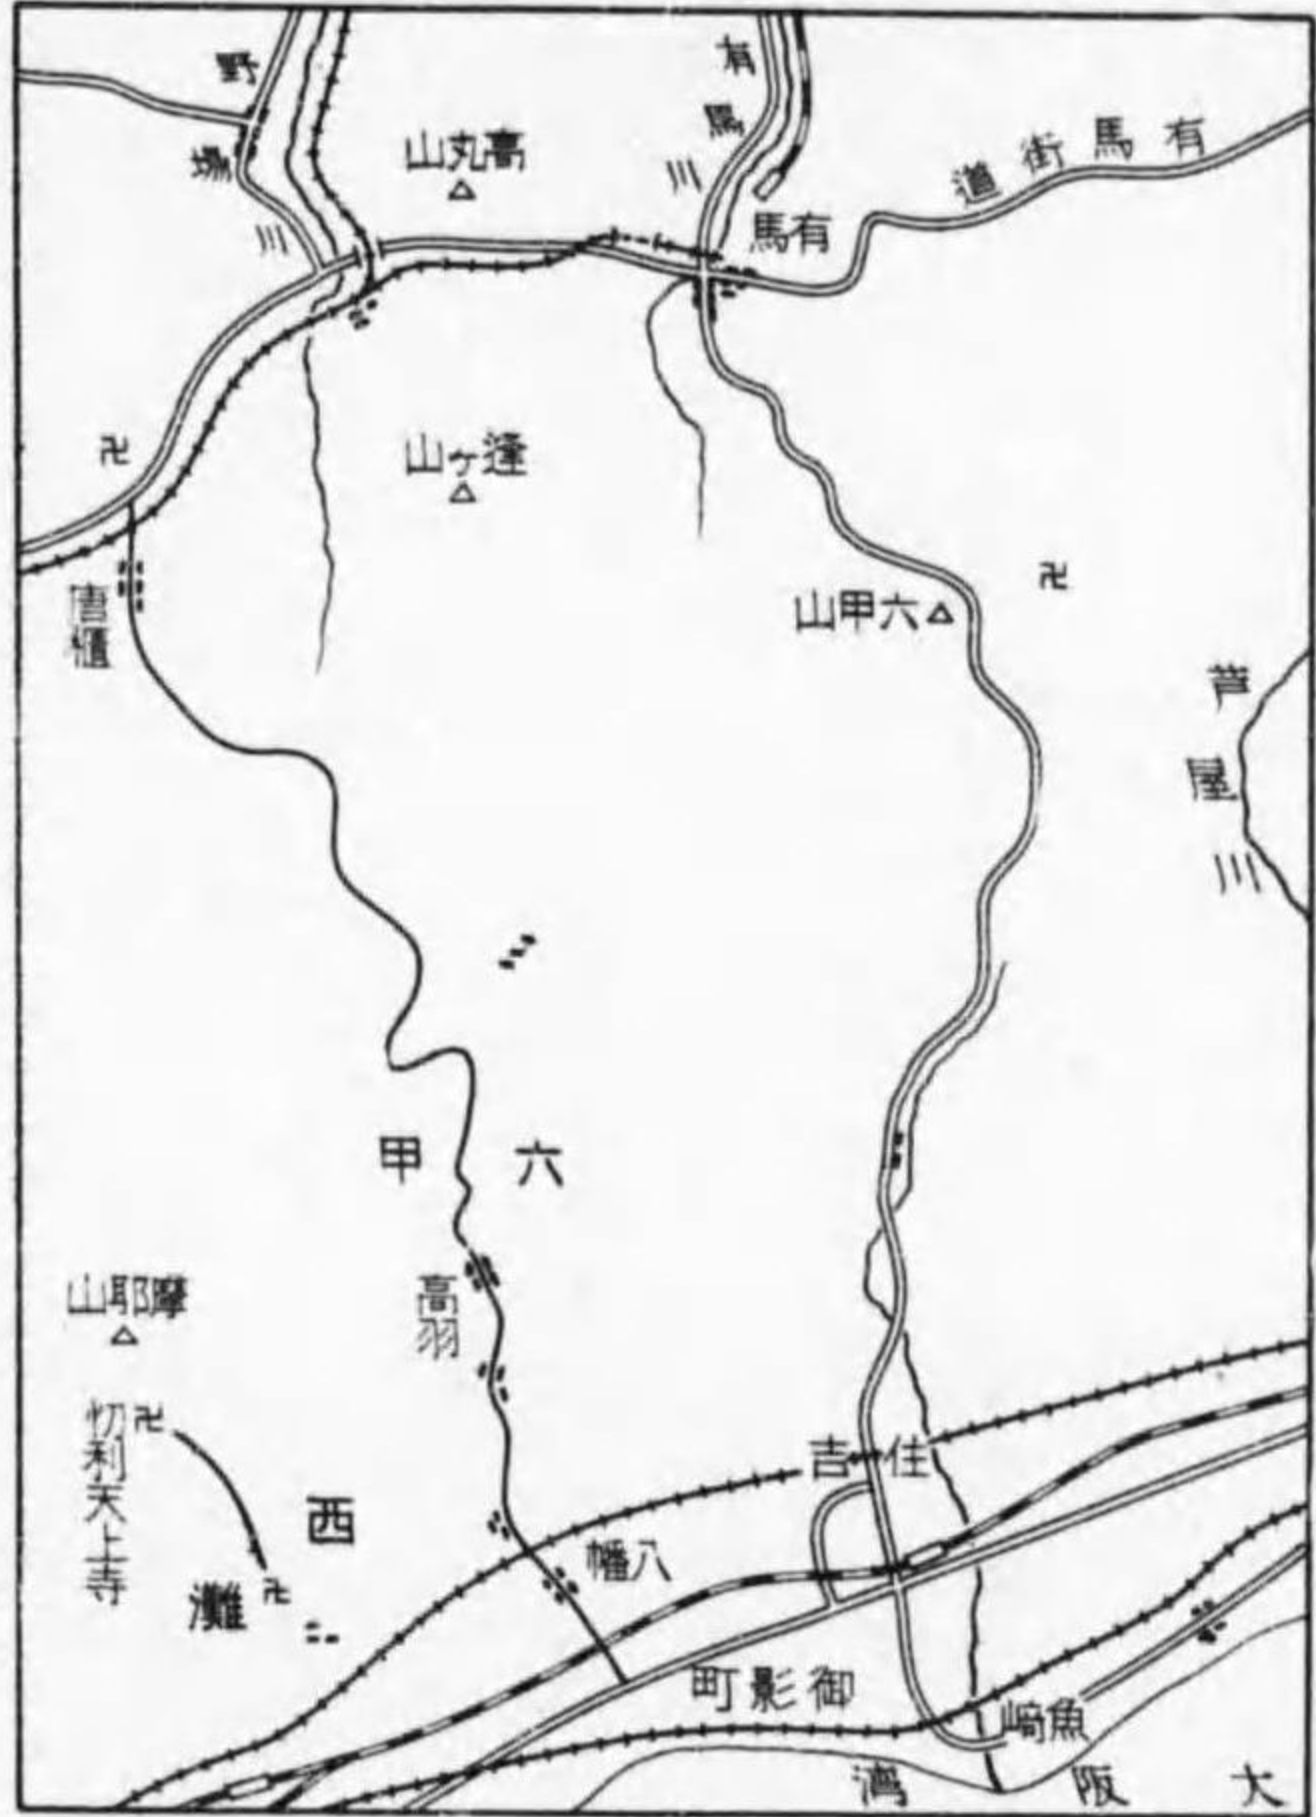 野場川
高丸山
有馬川
有馬街道
有馬
逢ヶ山
唐櫃
六甲山
芦屋川
六甲
摩耶山
高羽
忉利天上寺
西灘
住吉
八幡
御影町
魚崎
大阪湾